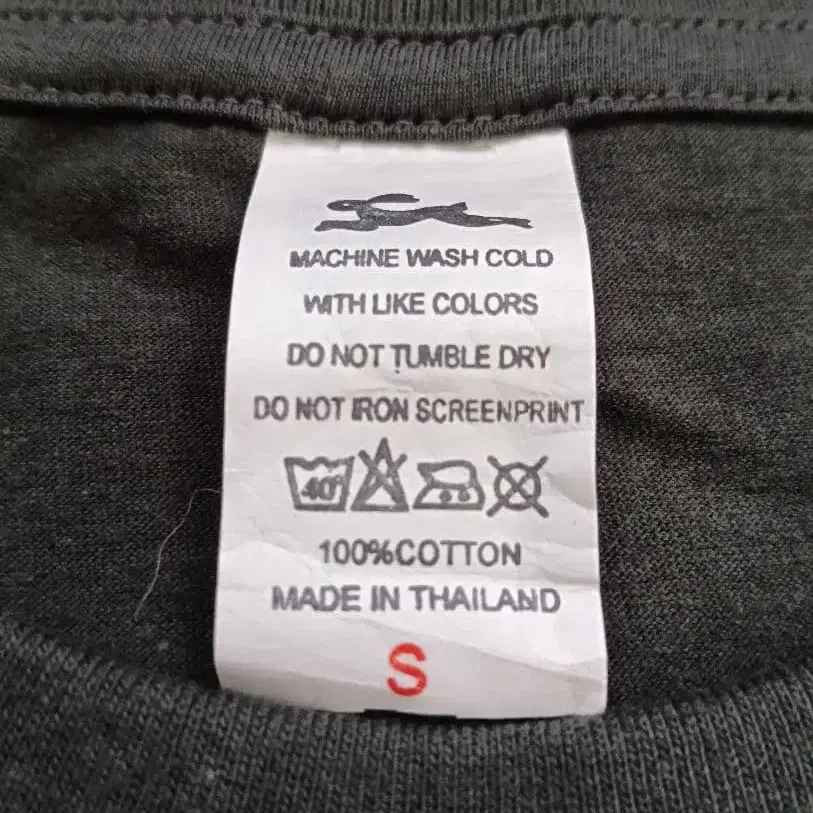 MACHINE WASH COLD
WITH LIKE COLORS
DO NOT TUMBLE DRY
DO NOT IRON SCREENPRINT
40°
100%COTTON
MADE IN THAILAND
S